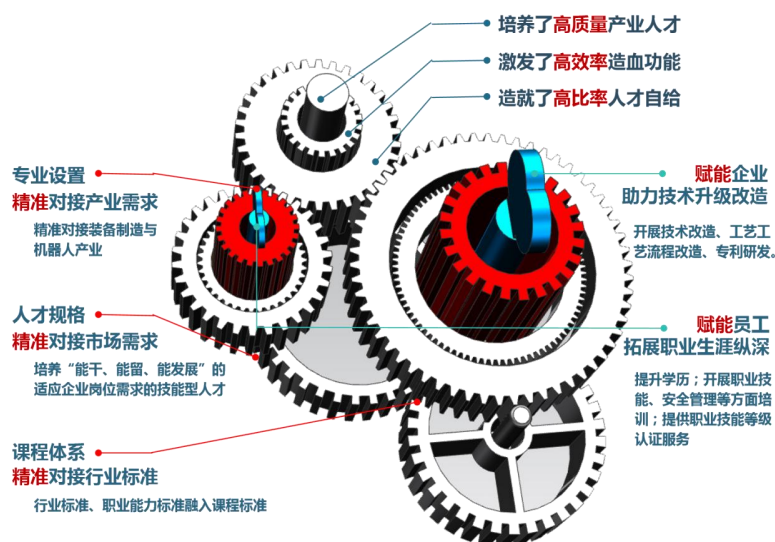 培养了高质量产业人才
激发了高效率造血功能
造就了高比率人才自给
专业设置
精准对接产业需求
精准对接装备制造与
机器人产业
人才规格
精准对接市场需求
培养“能干、能留、能发展”的
适应企业岗位需求的技能型人才
课程体系
精准对接行业标准
行业标准、职业能力标准融入课程标准
赋能企业
助力技术升级改造
开展技术改造、工艺工
艺流程改造、专利研发。
赋能员工
拓展职业生涯纵深
提升学历；开展职业技
能、安全管理等方面培
训；提供职业技能等级
认证服务